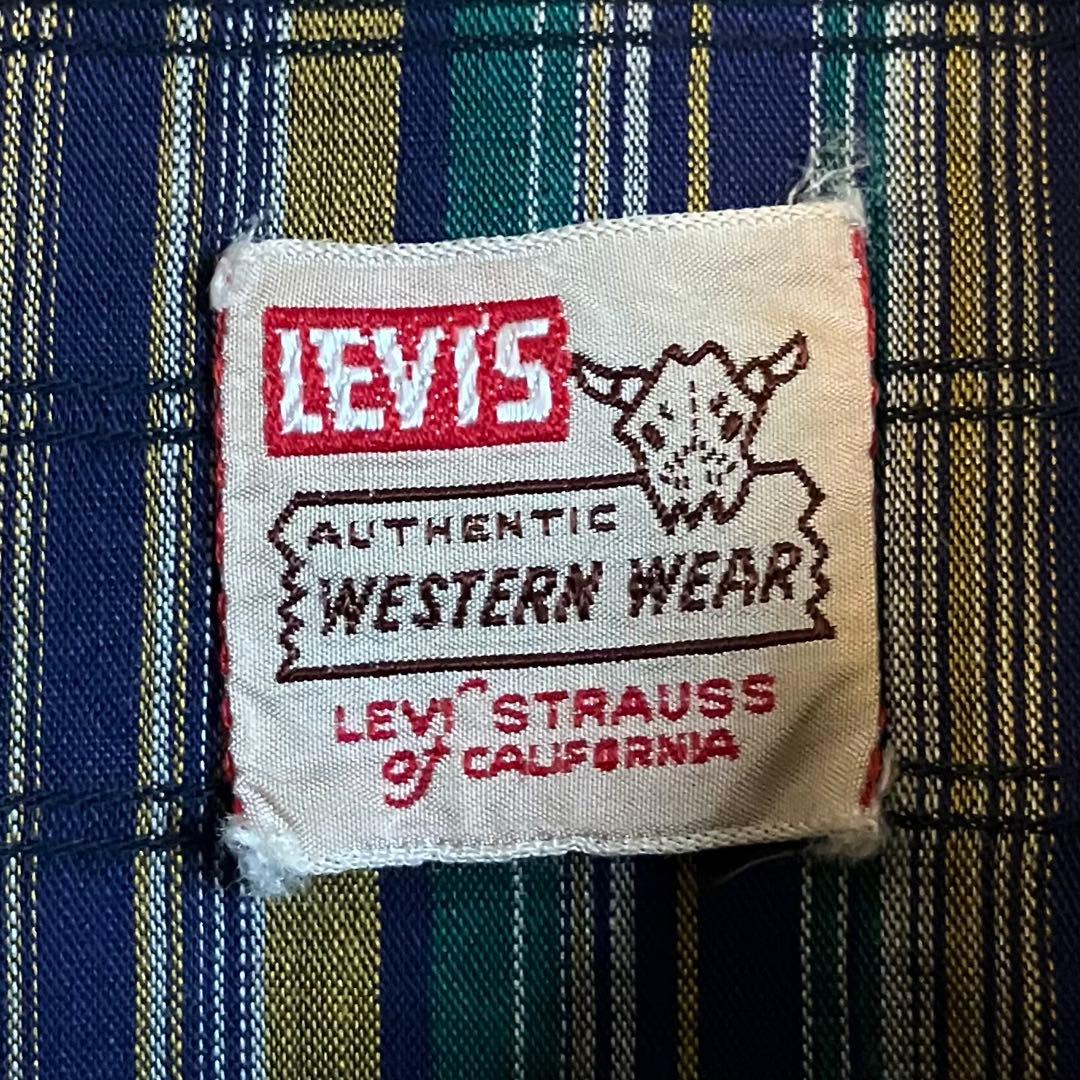 LEVI'S
AUTHENTIC
WESTERN WEAR
LEVI STRAUSS
of CALIFORNIA